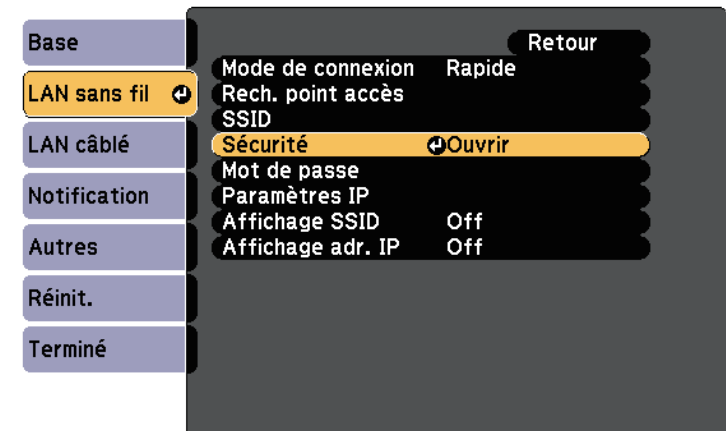 Base
LAN sans fil
LAN câblé
Notification
Autres
Réinit.
Terminé
Retour
Mode de connexion Rapide
Rech. point accès
SSID
Sécurité Ouvrir
Mot de passe
Paramètres IP
Affichage SSID Off
Affichage adr. IP Off